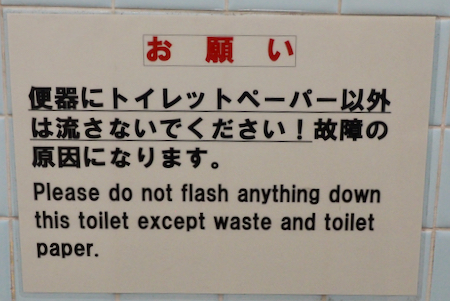 お願い
便器にトイレットペーパー以外
は流さないでください！故障の
原因になります。
Please do not flash anything down
this toilet except waste and toilet
paper.